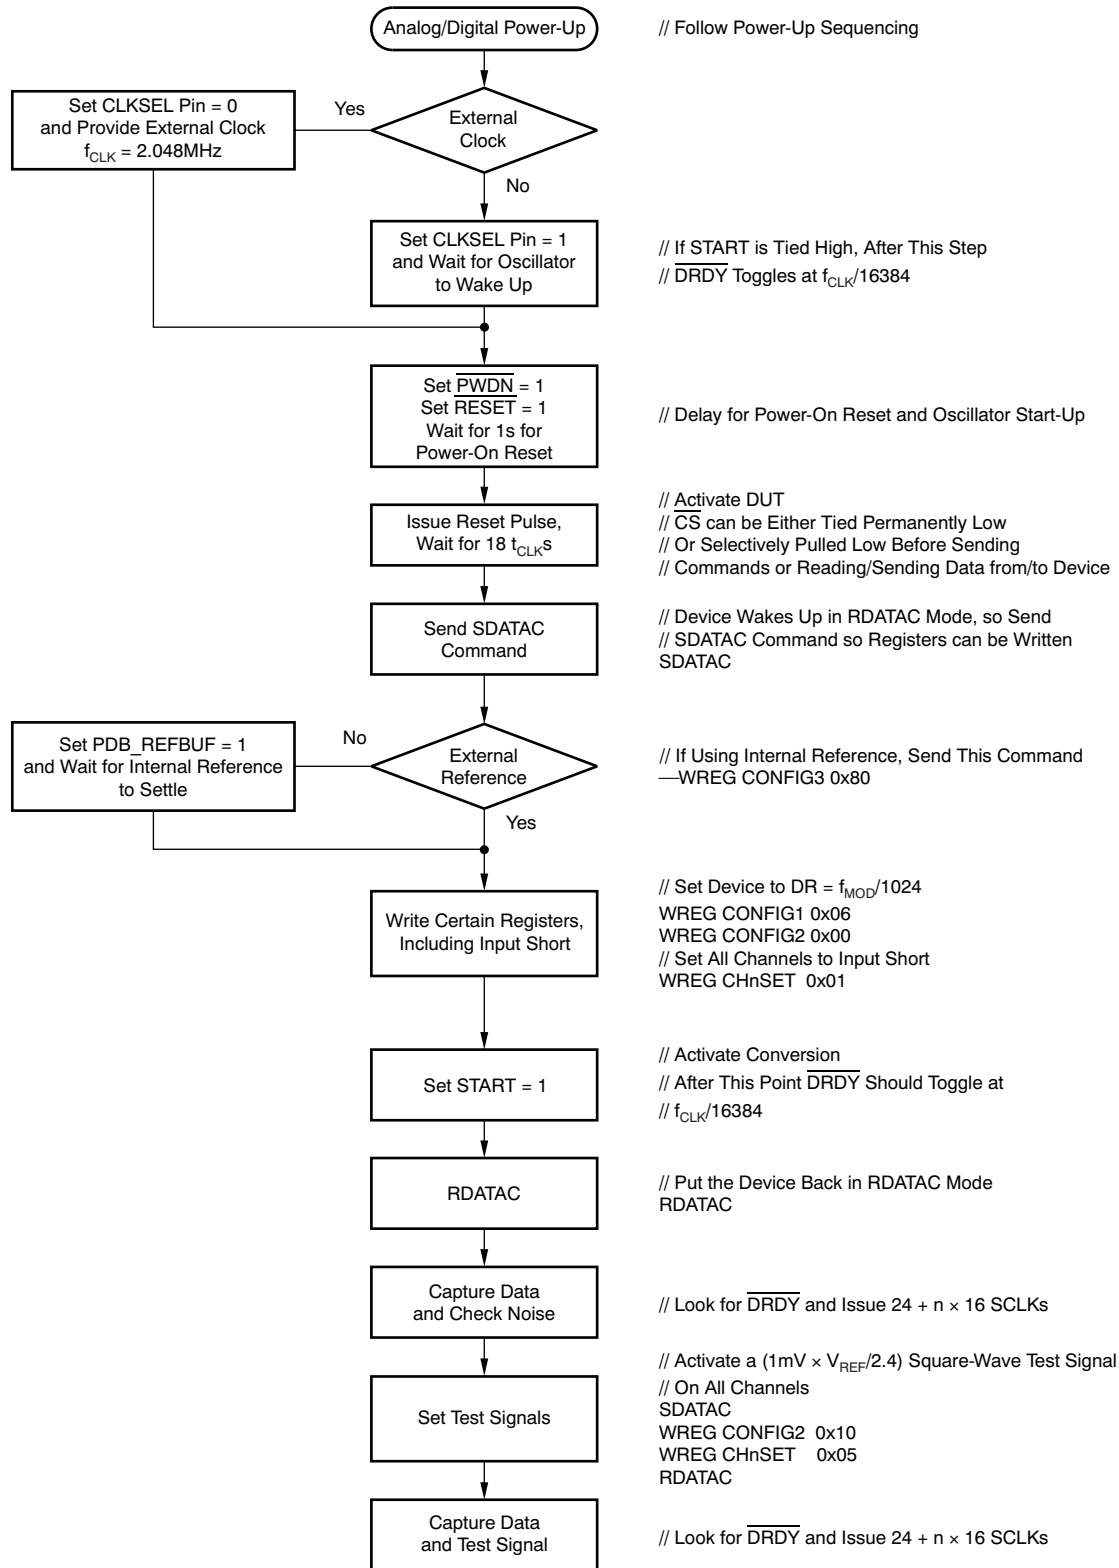 Analog/Digital Power-Up
// Follow Power-Up Sequencing
Set CLKSEL Pin = 0
and Provide External Clock
fCLK = 2.048MHz
Yes
External
Clock
No
Set CLKSEL Pin = 1
and Wait for Oscillator
to Wake Up
// If START is Tied High, After This Step
// DRDY Toggles at fCLK/16384
Set PWDN = 1
Set RESET = 1
Wait for 1s for
Power-On Reset
// Delay for Power-On Reset and Oscillator Start-Up
Issue Reset Pulse,
Wait for 18 tCLKs
// Activate DUT
// CS can be Either Tied Permanently Low
// Or Selectively Pulled Low Before Sending
// Commands or Reading/Sending Data from/to Device
Send SDATAC
Command
// Device Wakes Up in RDATAC Mode, so Send
// SDATAC Command so Registers can be Written
SDATAC
Set PDB_REFBUF = 1
and Wait for Internal Reference
to Settle
No
External
Reference
Yes
// If Using Internal Reference, Send This Command
—WREG CONFIG3 0x80
Write Certain Registers,
Including Input Short
// Set Device to DR = fMOD/1024
WREG CONFIG1 0x06
WREG CONFIG2 0x00
// Set All Channels to Input Short
WREG CHnSET 0x01
Set START = 1
// Activate Conversion
// After This Point DRDY Should Toggle at
// fCLK/16384
RDATAC
// Put the Device Back in RDATAC Mode
RDATAC
Capture Data
and Check Noise
// Look for DRDY and Issue 24 + n × 16 SCLKs
Set Test Signals
// Activate a (1mV × VREF/2.4) Square-Wave Test Signal
// On All Channels
SDATAC
WREG CONFIG2 0x10
WREG CHnSET 0x05
RDATAC
Capture Data
and Test Signal
// Look for DRDY and Issue 24 + n × 16 SCLKs